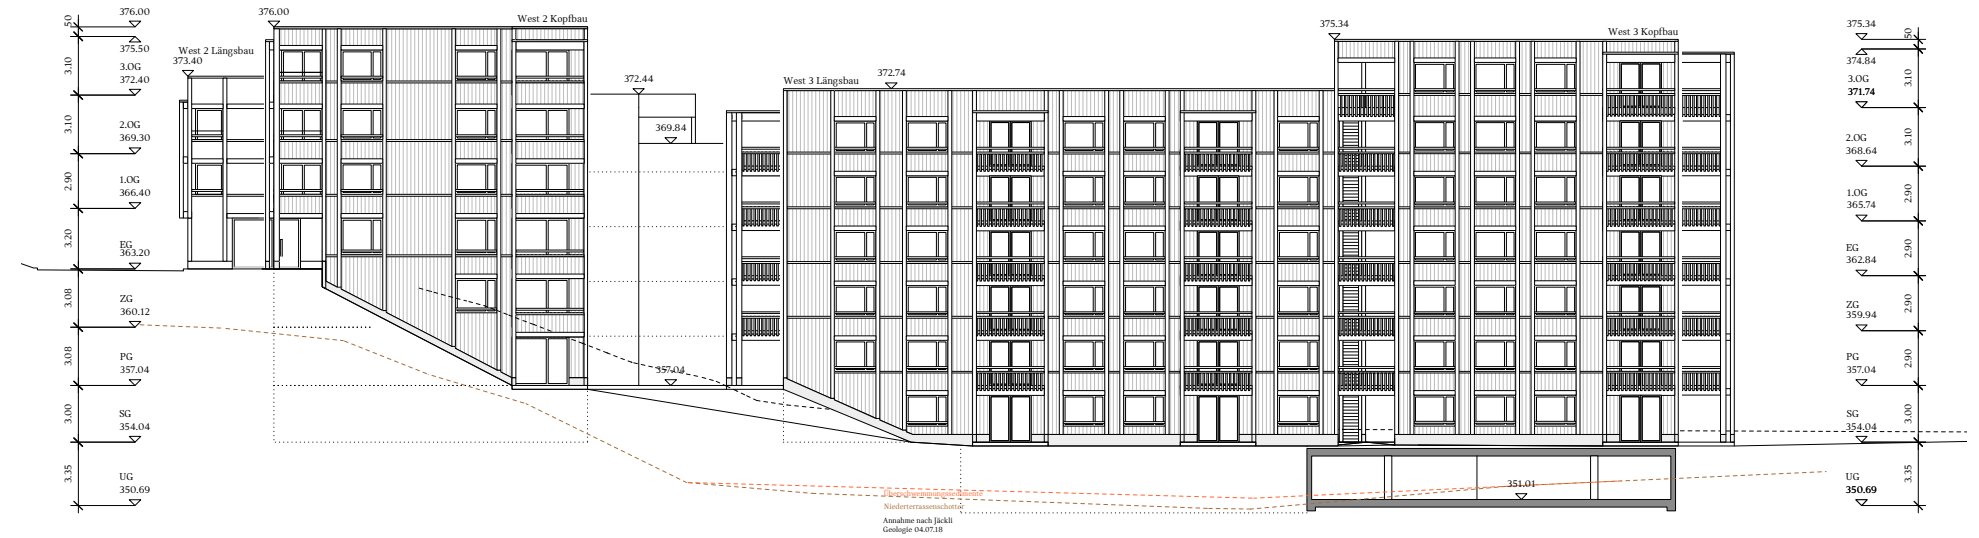 376.00
50
375.50
3.10
3.OG
372.40
3.10
2.OG
369.30
2.90
1.OG
366.40
3.20
EG
363.20
3.08
ZG
360.12
3.08
PG
357.04
3.00
SG
354.04
3.35
UG
350.69
West 2 Längsbau
373.40
376.00
West 2 Kopfbau
372.44
369.84
357.04
West 3 Längsbau
372.74
375.34
West 3 Kopfbau
351.01
Überschwemmungssedimente
Niederterrassenschotter
Annahme nach Jäckli
Geologie 04.07.18
375.34
50
374.84
3.OG
371.74
3.10
3.10
2.OG
368.64
2.90
1.OG
365.74
2.90
EG
362.84
2.90
ZG
359.94
2.90
PG
357.04
3.00
SG
354.04
3.35
UG
350.69